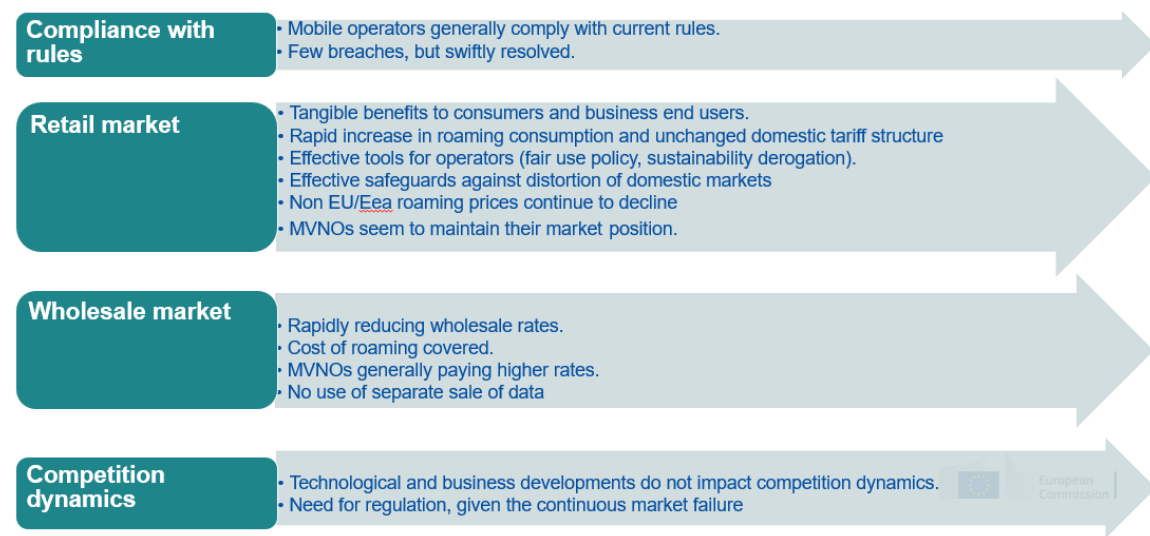 Compliance with
rules
• Mobile operators generally comply with current rules.
• Few breaches, but swiftly resolved.
Retail market
• Tangible benefits to consumers and business end users.
• Rapid increase in roaming consumption and unchanged domestic tariff structure
• Effective tools for operators (fair use policy, sustainability derogation).
• Effective safeguards against distortion of domestic markets
• Non EU/Eea roaming prices continue to decline
• MVNOs seem to maintain their market position.
Wholesale market
• Rapidly reducing wholesale rates.
• Cost of roaming covered.
• MVNOs generally paying higher rates.
• No use of separate sale of data
Competition
dynamics
• Technological and business developments do not impact competition dynamics.
• Need for regulation, given the continuous market failure
European
Commission